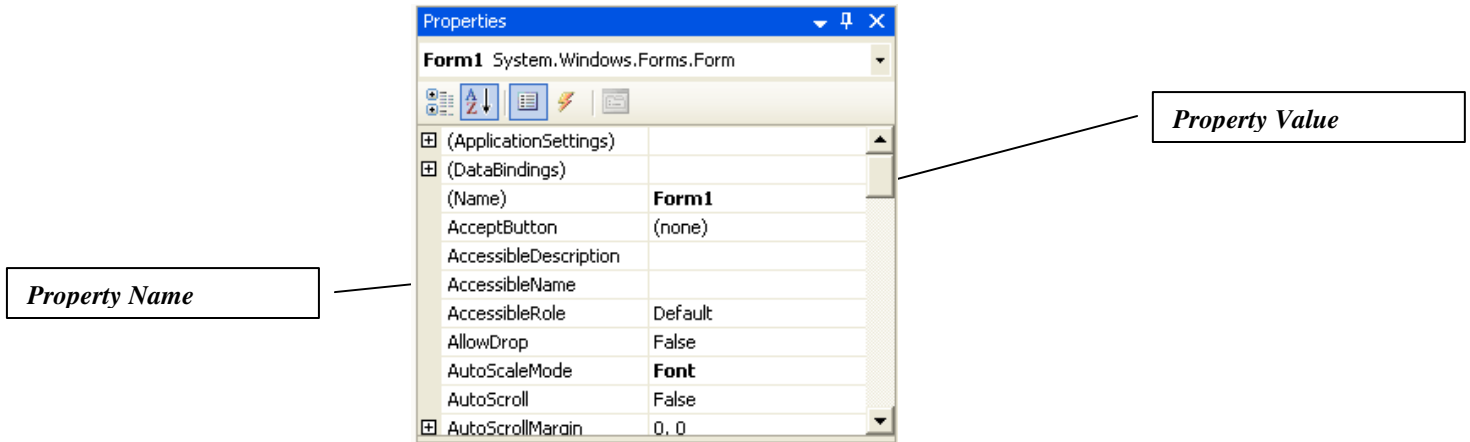 Properties
Form1 System.Windows.Forms.Form
A
Z
(ApplicationSettings)
(DataBindings)
(Name) Form1
AcceptButton (none)
AccessibleDescription
AccessibleName
AccessibleRole Default
AllowDrop False
AutoScaleMode Font
AutoScroll False
AutoScrollMargin 0, 0
Property Value
Property Name